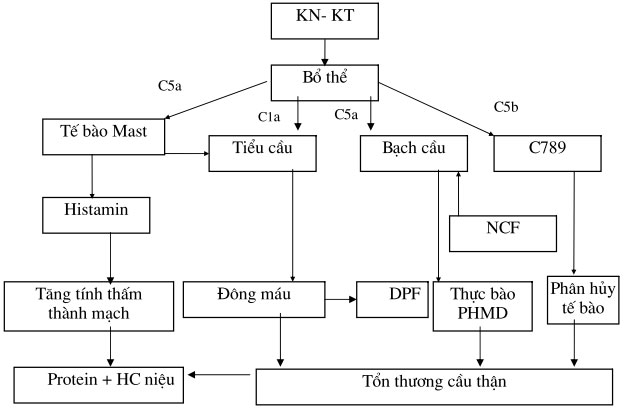 KN- KT
Bổ thể
C5a
C1a
C5a
C5b
Tế bào Mast
Tiểu cầu
Bạch cầu
C789
Histamin
NCF
Tăng tính thấm
thành mạch
Đông máu
DPF
Thực bào
PHMD
Phân hủy
tế bào
Protein + HC niệu
Tổn thương cầu thận